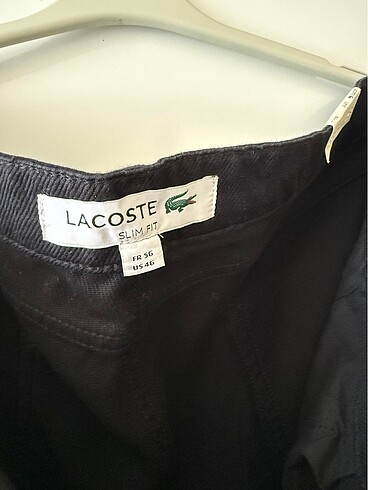 LACOSTE
SLIM FIT
FR 56
US 46